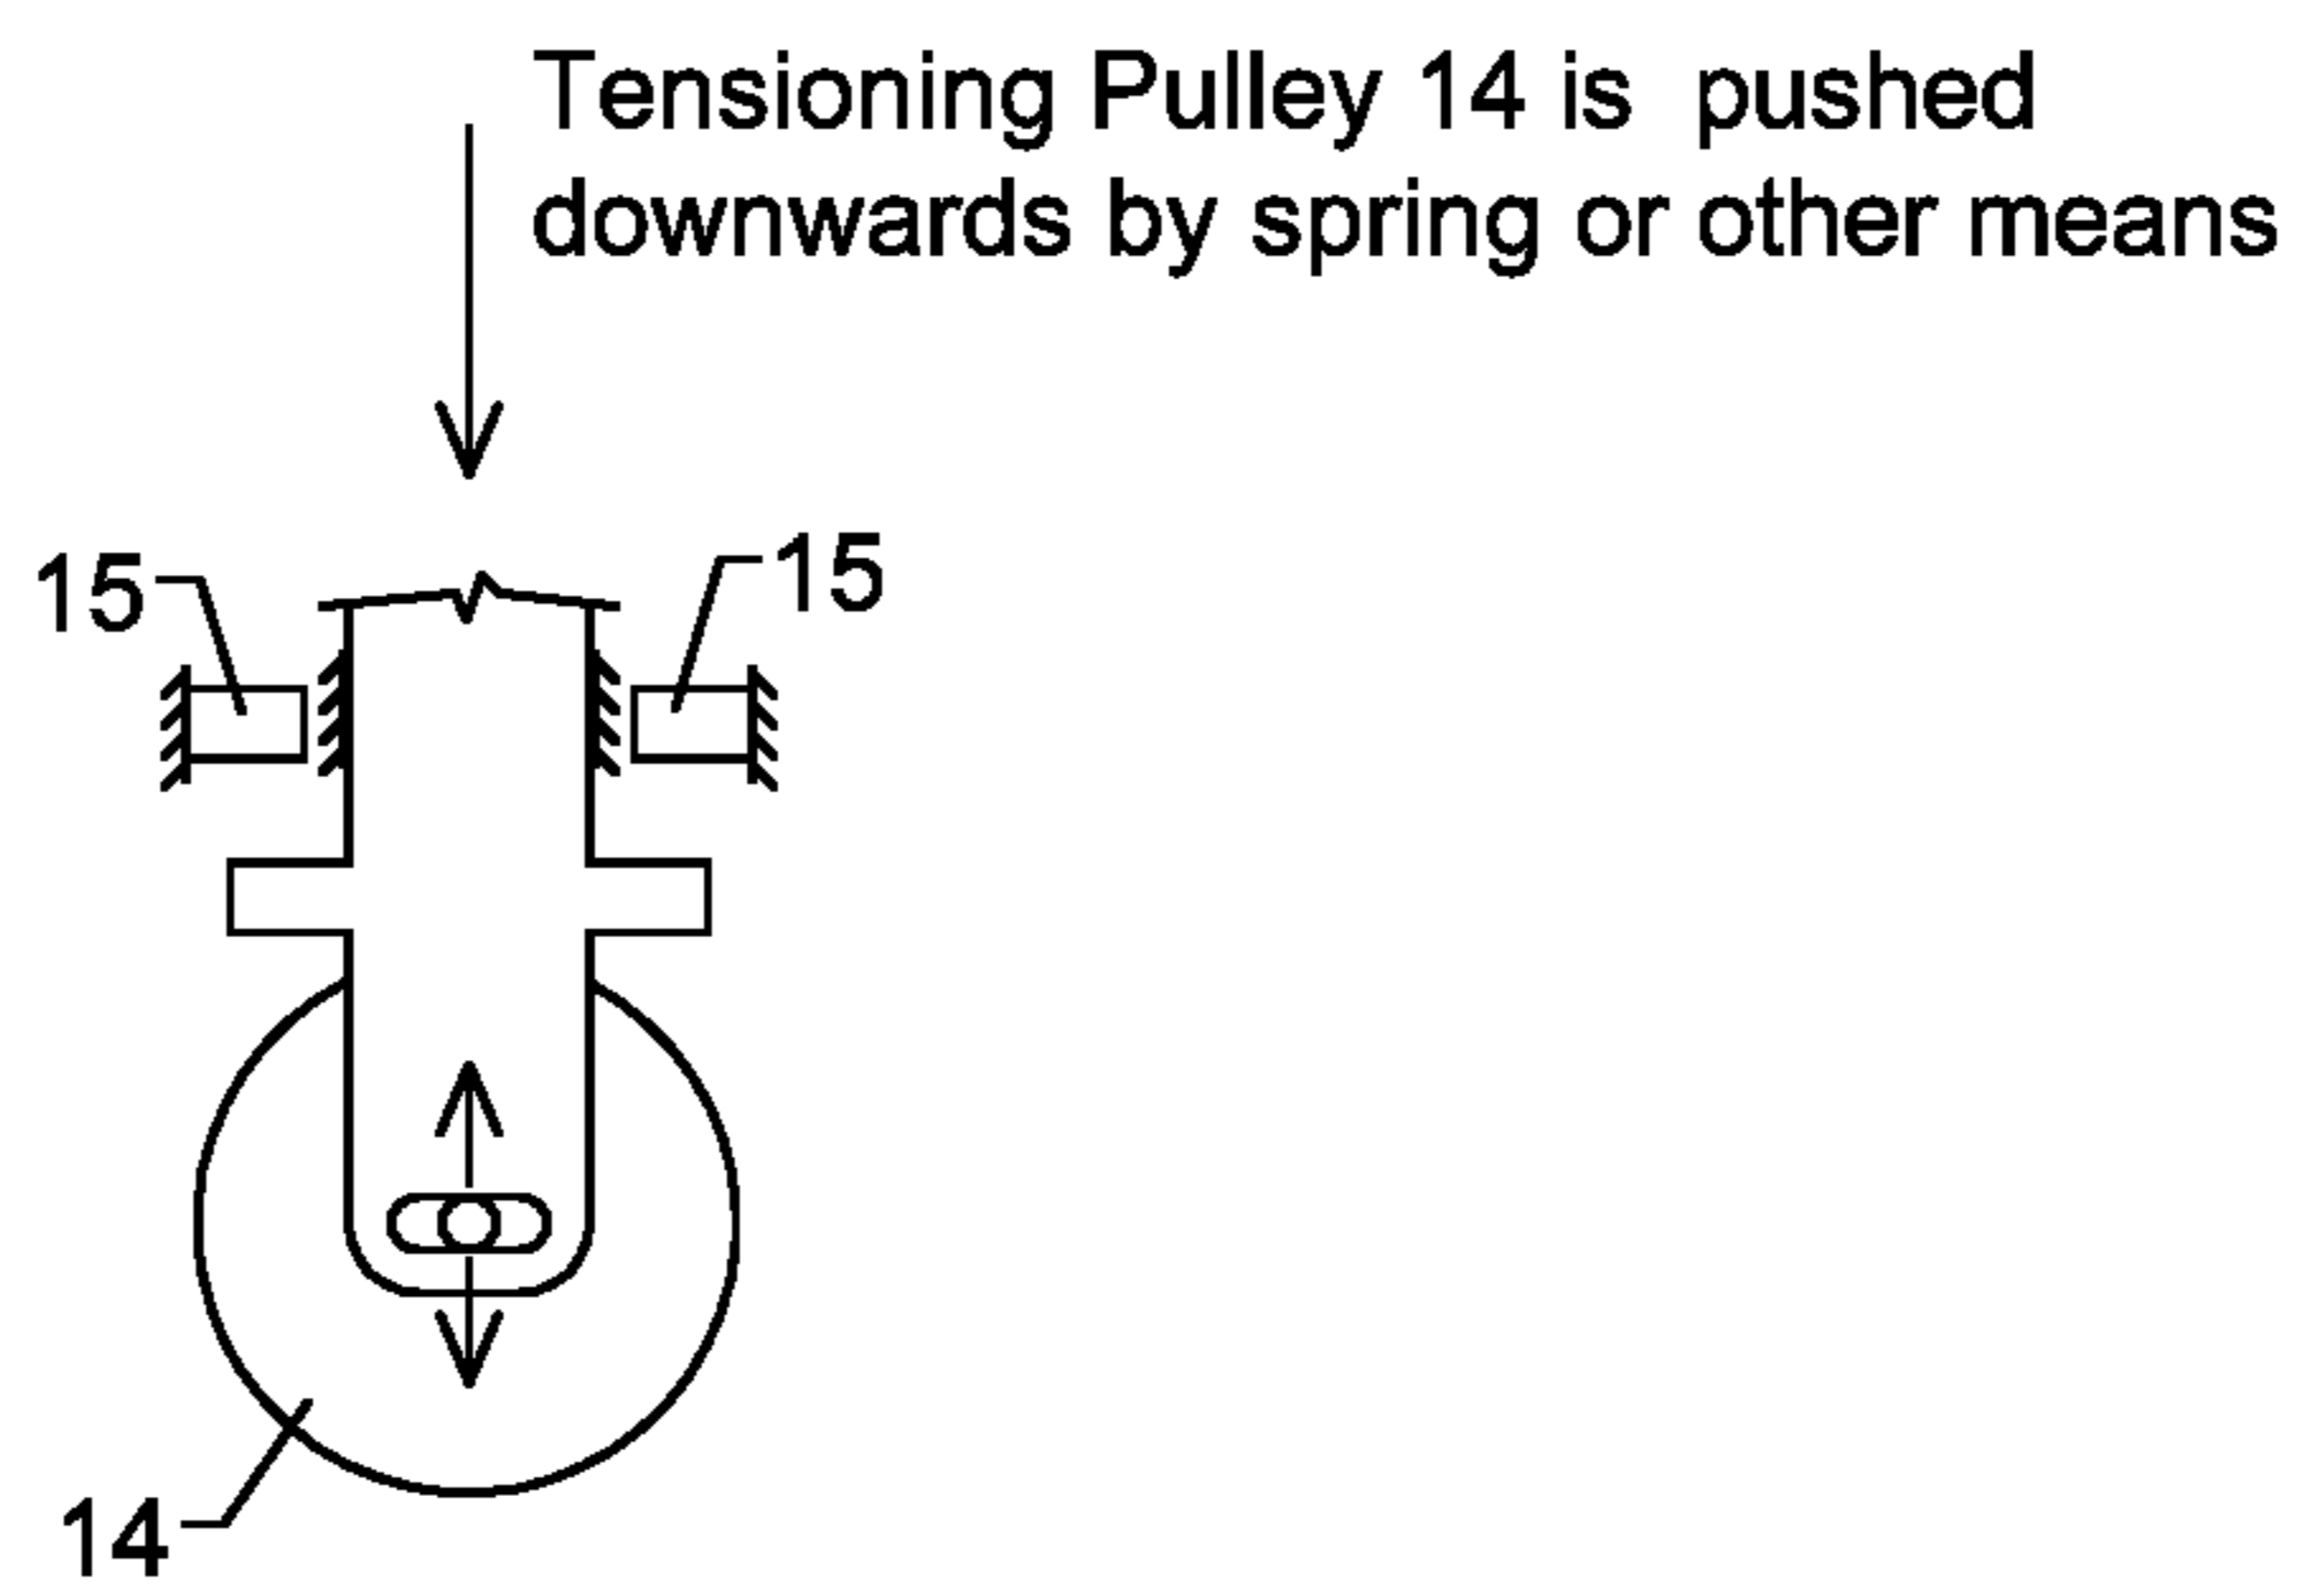 Tensioning Pulley 14 is pushed
downwards by spring or other means
15
15
14